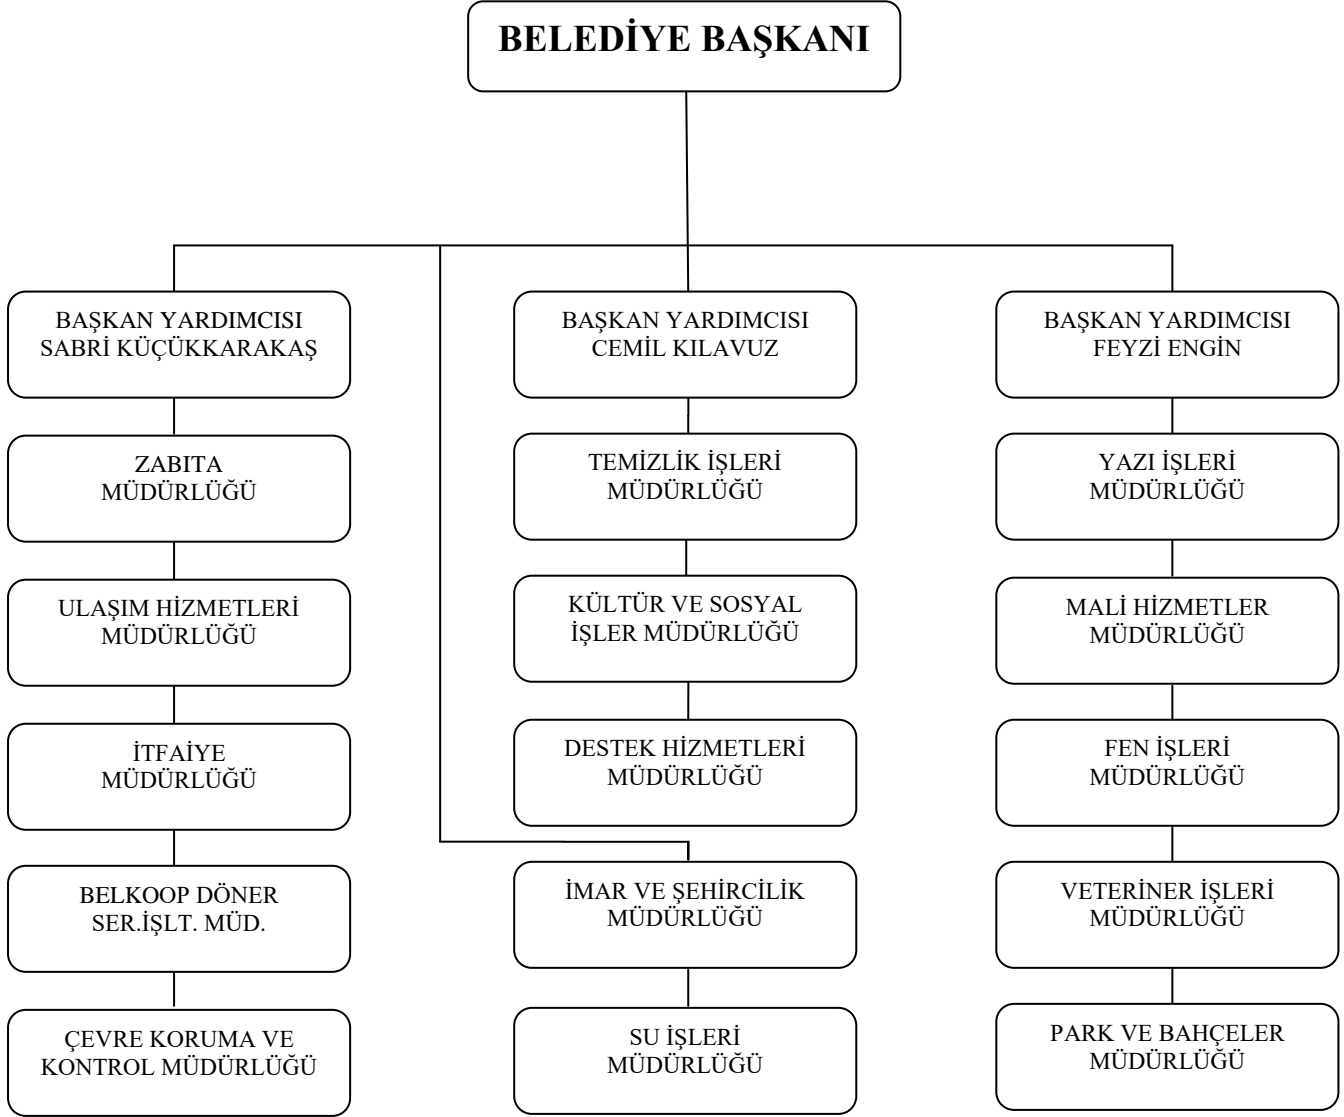 BELEDİYE BAŞKANI
BAŞKAN YARDIMCISI
SABRİ KÜÇÜKKARAKAŞ
ZABITA
MÜDÜRLÜĞÜ
ULAŞIM HİZMETLERİ
MÜDÜRLÜĞÜ
İTFAİYE
MÜDÜRLÜĞÜ
BELKOOP DÖNER
SER.İŞLT. MÜD.
ÇEVRE KORUMA VE
KONTROL MÜDÜRLÜĞÜ
BAŞKAN YARDIMCISI
CEMİL KILAVUZ
TEMİZLİK İŞLERİ
MÜDÜRLÜĞÜ
KÜLTÜR VE SOSYAL
İŞLER MÜDÜRLÜĞÜ
DESTEK HİZMETLERİ
MÜDÜRLÜĞÜ
İMAR VE ŞEHİRCİLİK
MÜDÜRLÜĞÜ
SU İŞLERİ
MÜDÜRLÜĞÜ
BAŞKAN YARDIMCISI
FEYZİ ENGİN
YAZI İŞLERİ
MÜDÜRLÜĞÜ
MALİ HİZMETLER
MÜDÜRLÜĞÜ
FEN İŞLERİ
MÜDÜRLÜĞÜ
VETERİNER İŞLERİ
MÜDÜRLÜĞÜ
PARK VE BAHÇELER
MÜDÜRLÜĞÜ